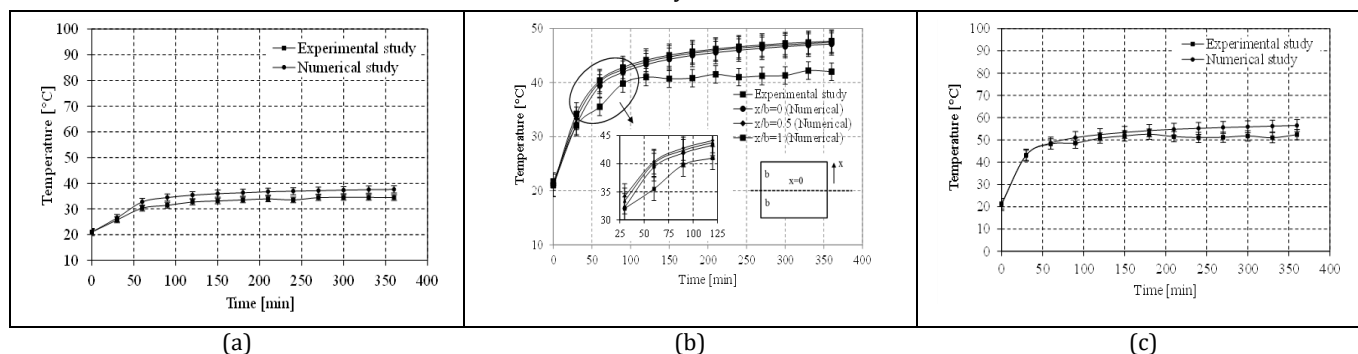 100
90
80
70
60
50
40
30
20
10
Temperature [°C]
Experimental study
Numerical study
0 50 100 150 200 250 300 350 400
Time [min]
(a)
50
40
30
20
10
Temperature [°C]
Experimental study
x/b=0 (Numerical)
x/b=0.5 (Numerical)
x/b=1 (Numerical)
45
40
35
30
25 50 75 100 125
b
x=0
b
x
0 50 100 150 200 250 300 350 400
Time [min]
(b)
100
90
80
70
60
50
40
30
20
10
0
Temperature [°C]
Experimental study
Numerical study
0 50 100 150 200 250 300 350 400
Time [min]
(c)